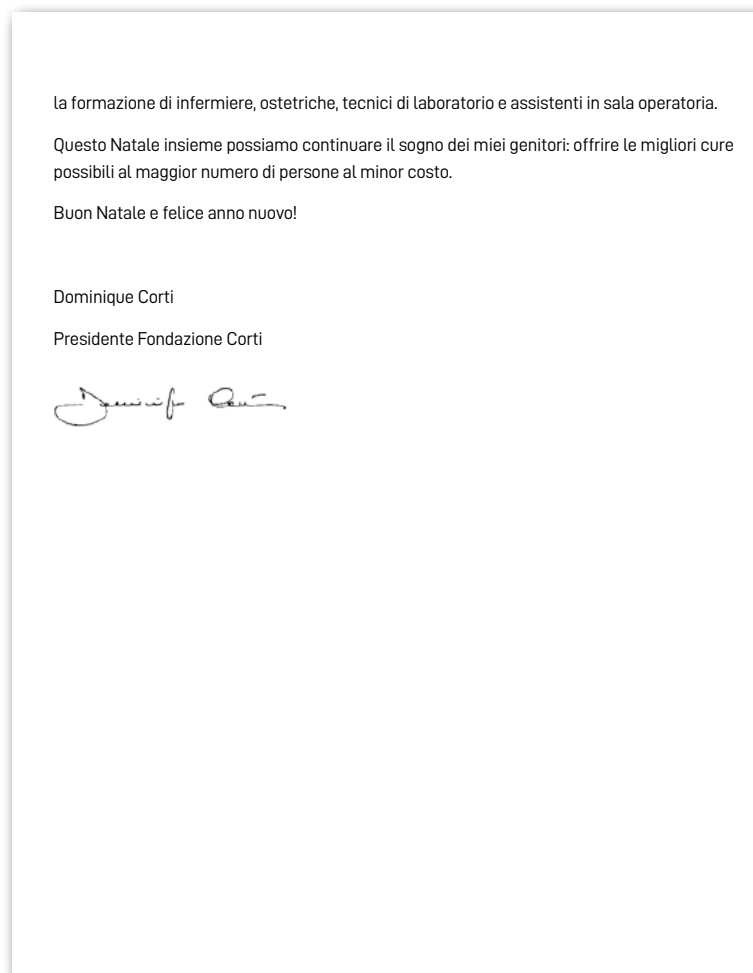 la formazione di infermiere, ostetriche, tecnici di laboratorio e assistenti in sala operatoria.
Questo Natale insieme possiamo continuare il sogno dei miei genitori: offrire le migliori cure
possibili al maggior numero di persone al minor costo.
Buon Natale e felice anno nuovo!
Dominique Corti
Presidente Fondazione Corti
Dominique Corti